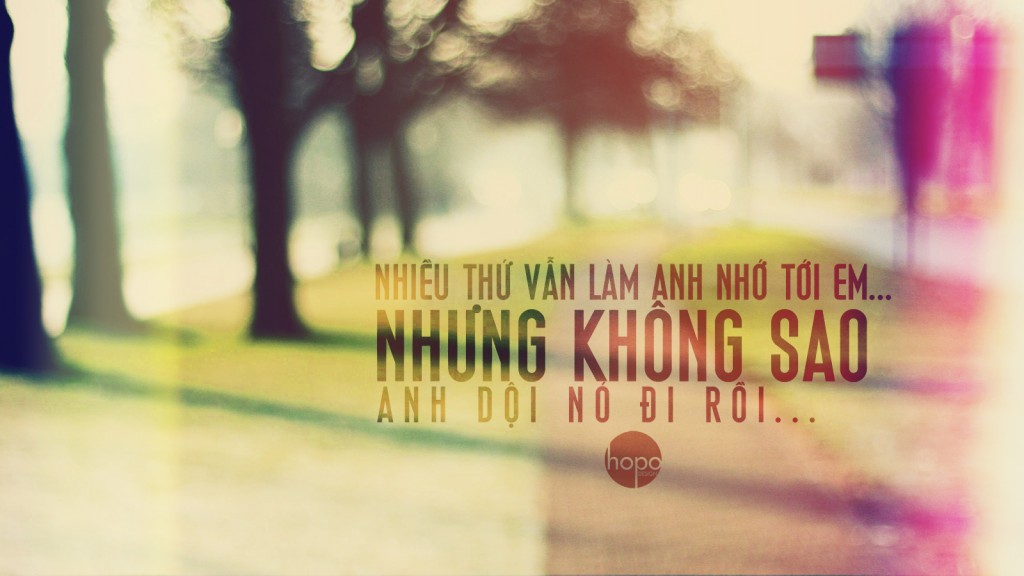 NHIỀU THỨ VẪN LÀM ANH NHỚ TỚI EM...
NHƯNG KHÔNG SAO
ANH DỘI NÓ ĐI RỒI...
hopo